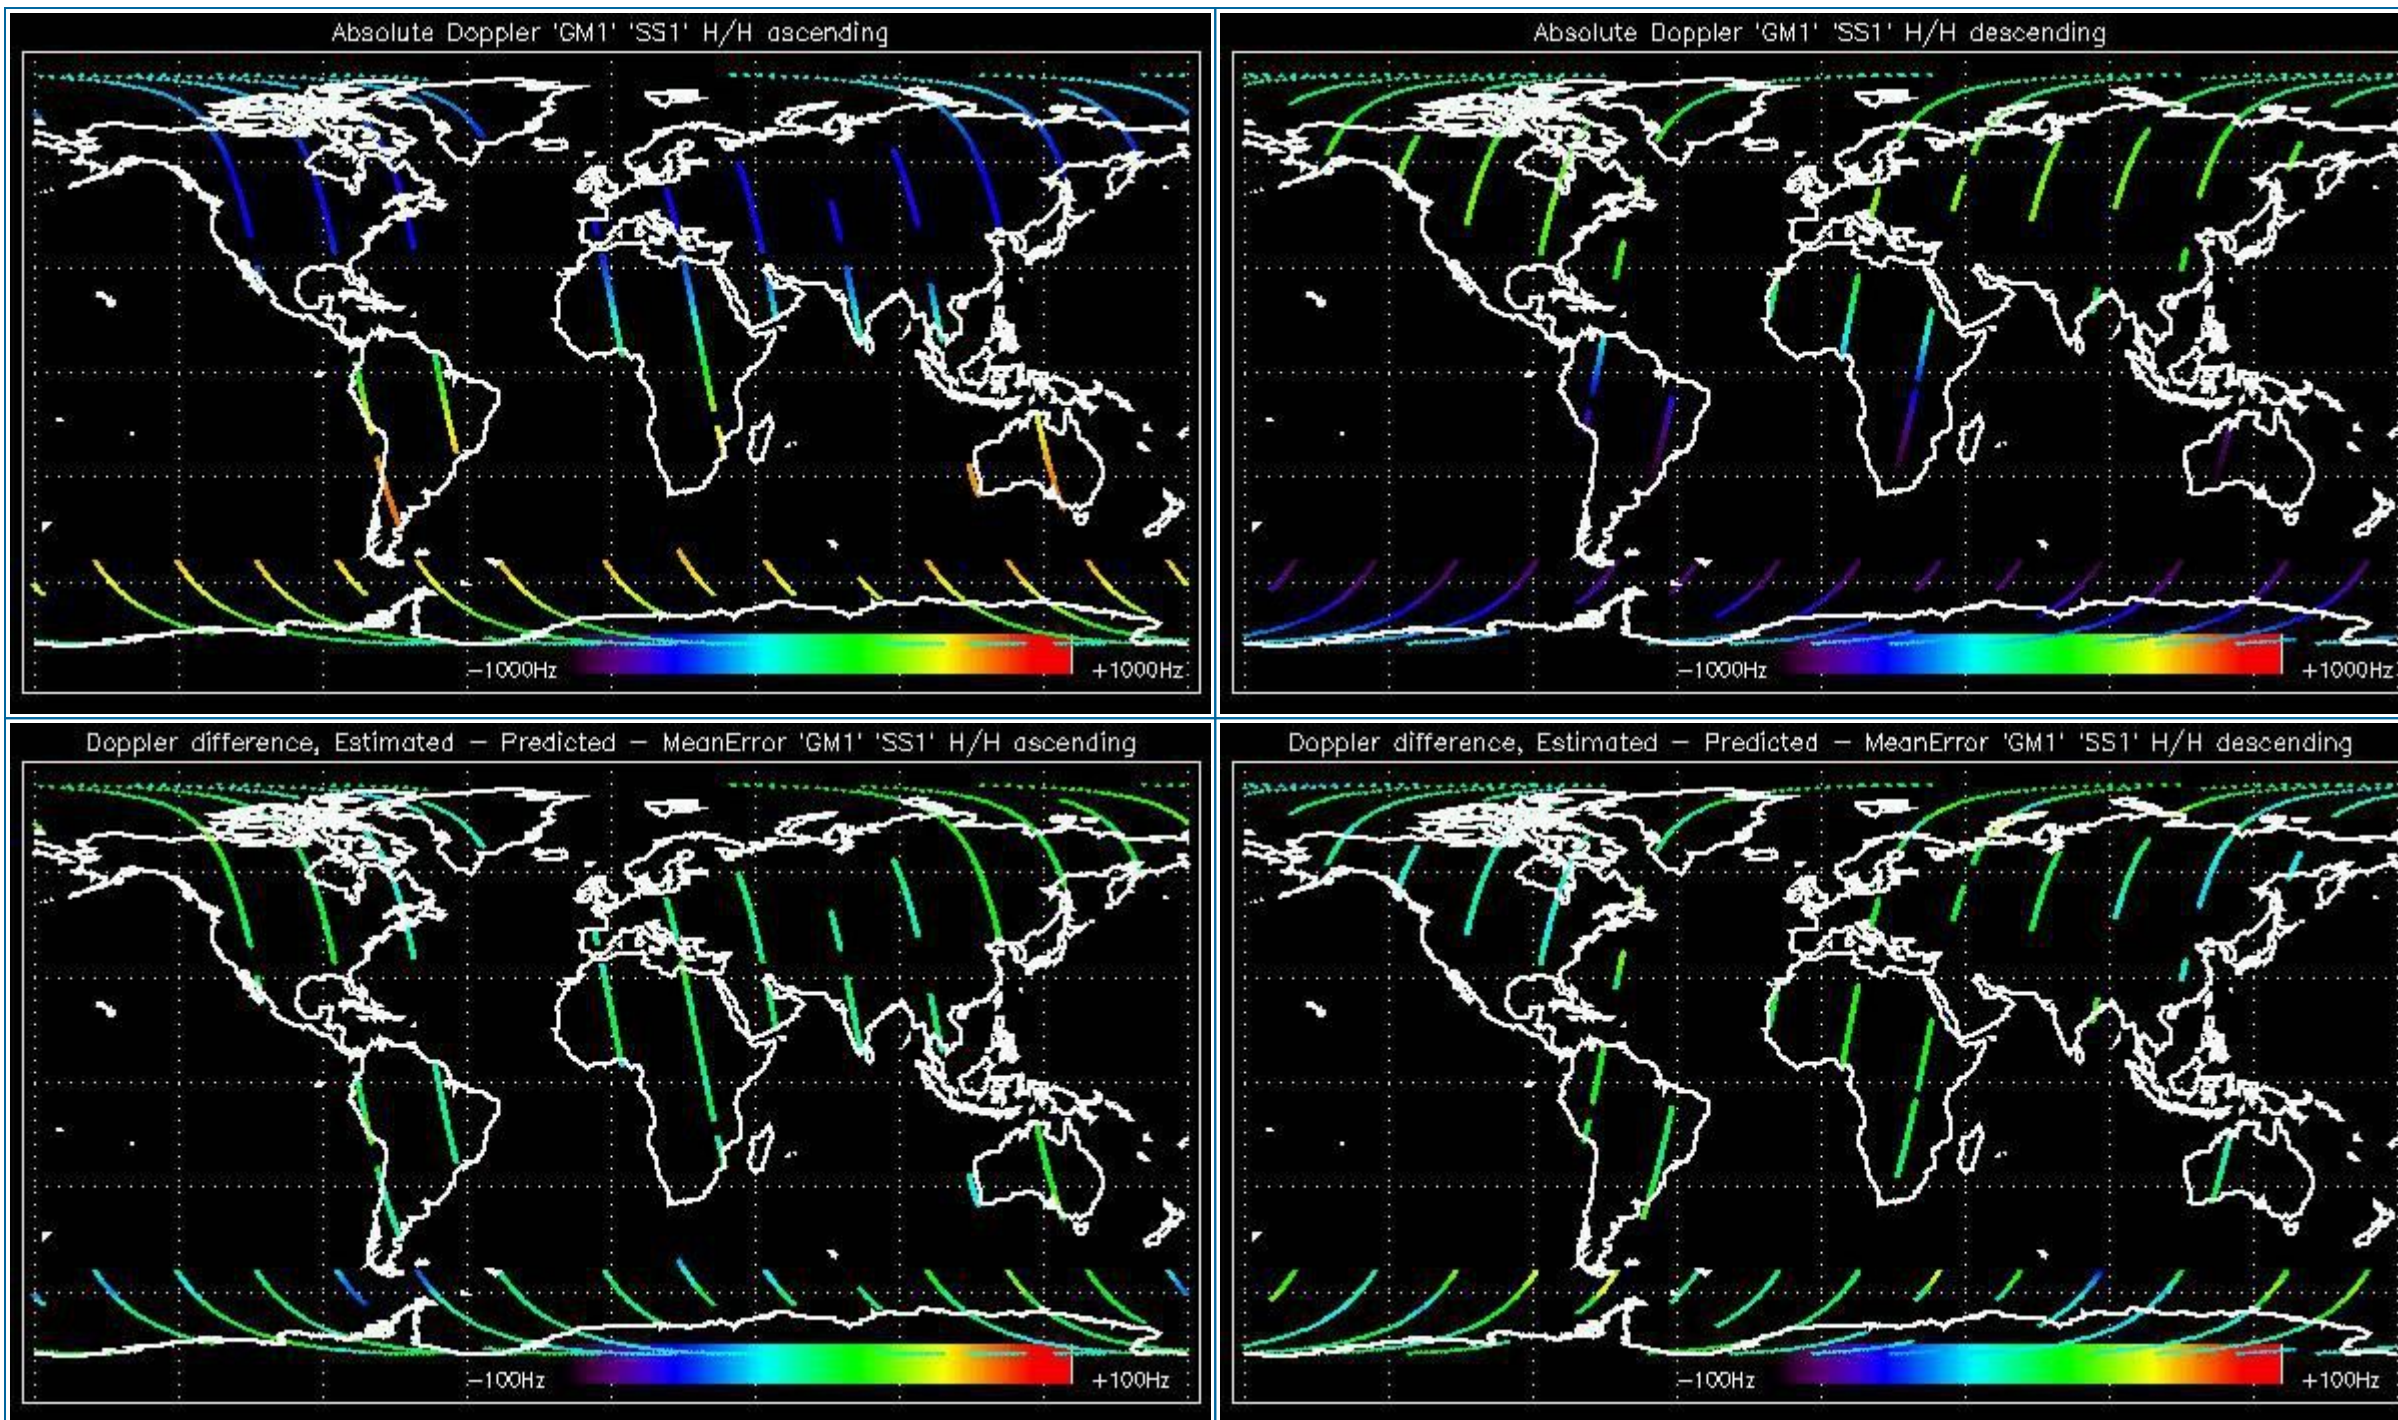 Absolute Doppler 'GM1' 'SS1' H/H ascending
−1000Hz
+1000Hz
Absolute Doppler 'GM1' 'SS1' H/H descending
−1000Hz
+1000Hz
Doppler difference, Estimated − Predicted − MeanError 'GM1' 'SS1' H/H ascending
−100Hz
+100Hz
Doppler difference, Estimated − Predicted − MeanError 'GM1' 'SS1' H/H descending
−100Hz
+100Hz